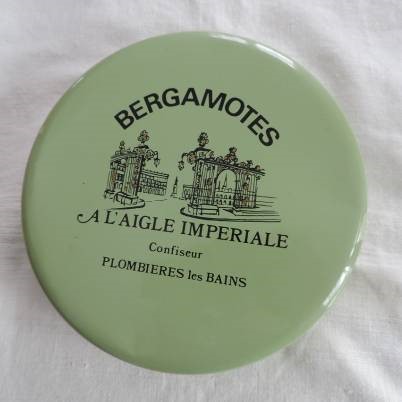 BERGAMOTES
A L'AIGLE IMPERIALE
Confiseur
PLOMBIERES les BAINS